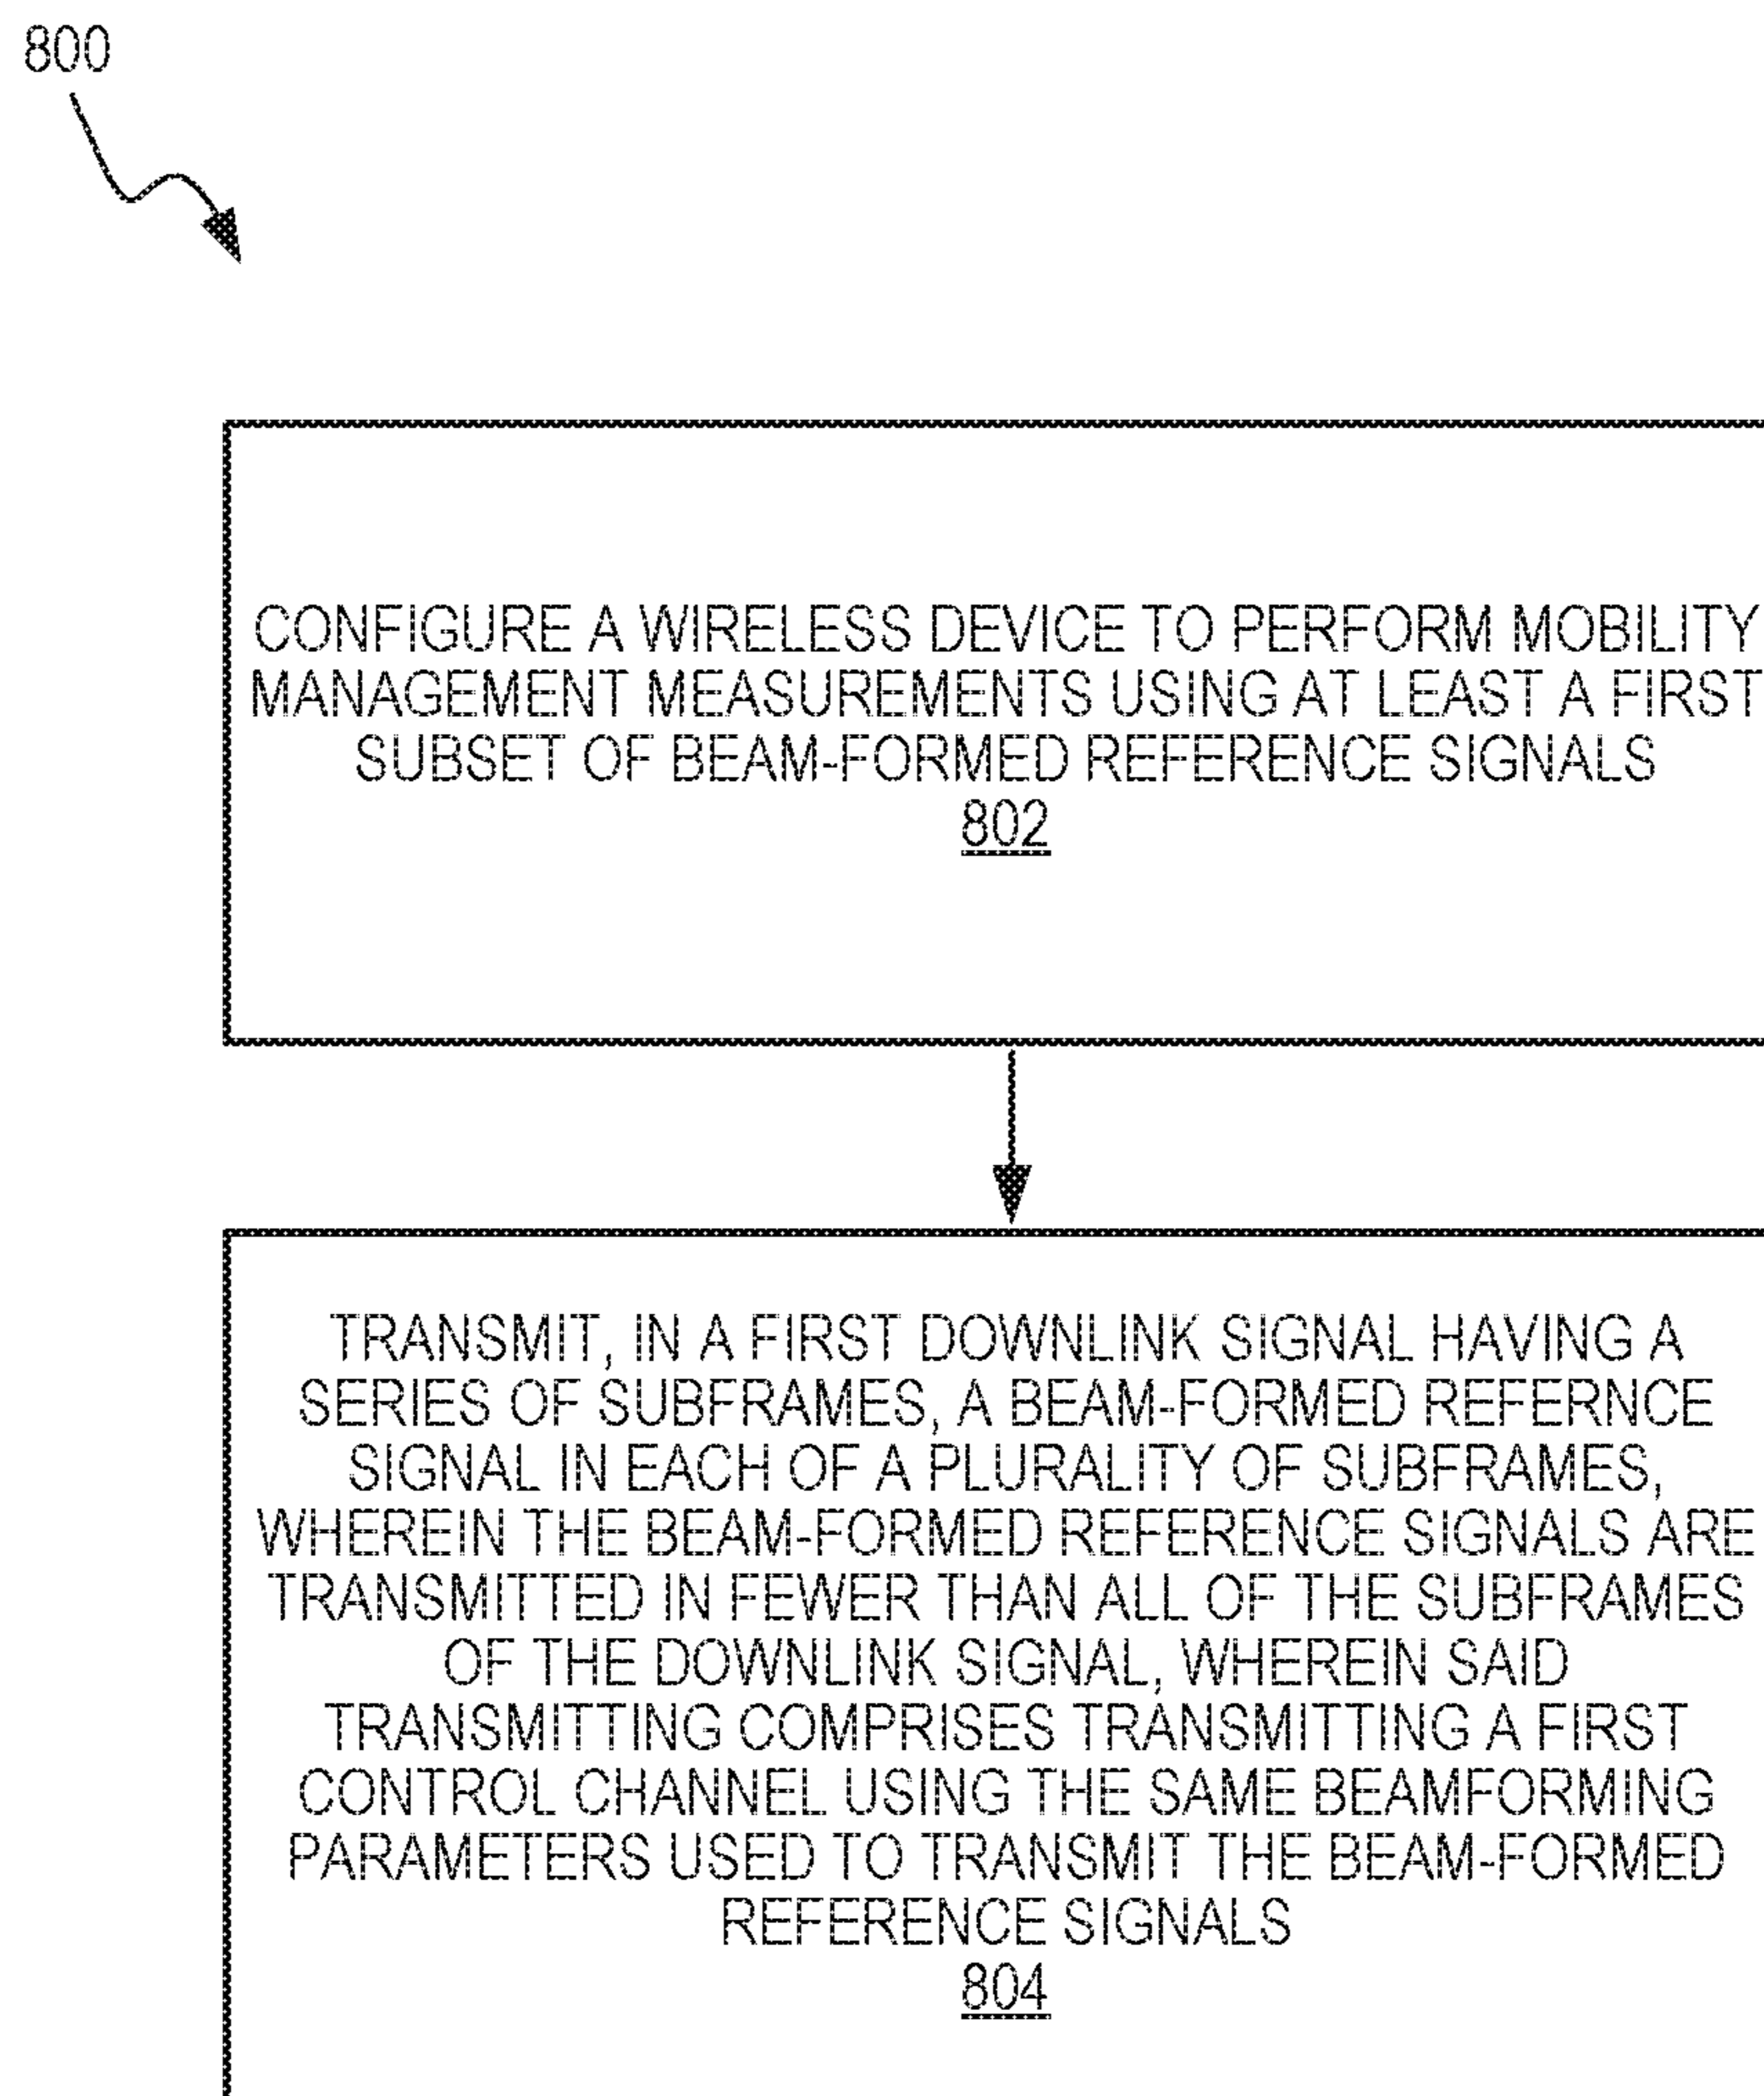 800
CONFIGURE A WIRELESS DEVICE TO PERFORM MOBILITY
MANAGEMENT MEASUREMENTS USING AT LEAST A FIRST
SUBSET OF BEAM-FORMED REFERENCE SIGNALS
802
TRANSMIT, IN A FIRST DOWNLINK SIGNAL HAVING A
SERIES OF SUBFRAMES, A BEAM-FORMED REFERNCE
SIGNAL IN EACH OF A PLURALITY OF SUBFRAMES,
WHEREIN THE BEAM-FORMED REFERENCE SIGNALS ARE
TRANSMITTED IN FEWER THAN ALL OF THE SUBFRAMES
OF THE DOWNLINK SIGNAL, WHEREIN SAID
TRANSMITTING COMPRISES TRANSMITTING A FIRST
CONTROL CHANNEL USING THE SAME BEAMFORMING
PARAMETERS USED TO TRANSMIT THE BEAM-FORMED
REFERENCE SIGNALS
804